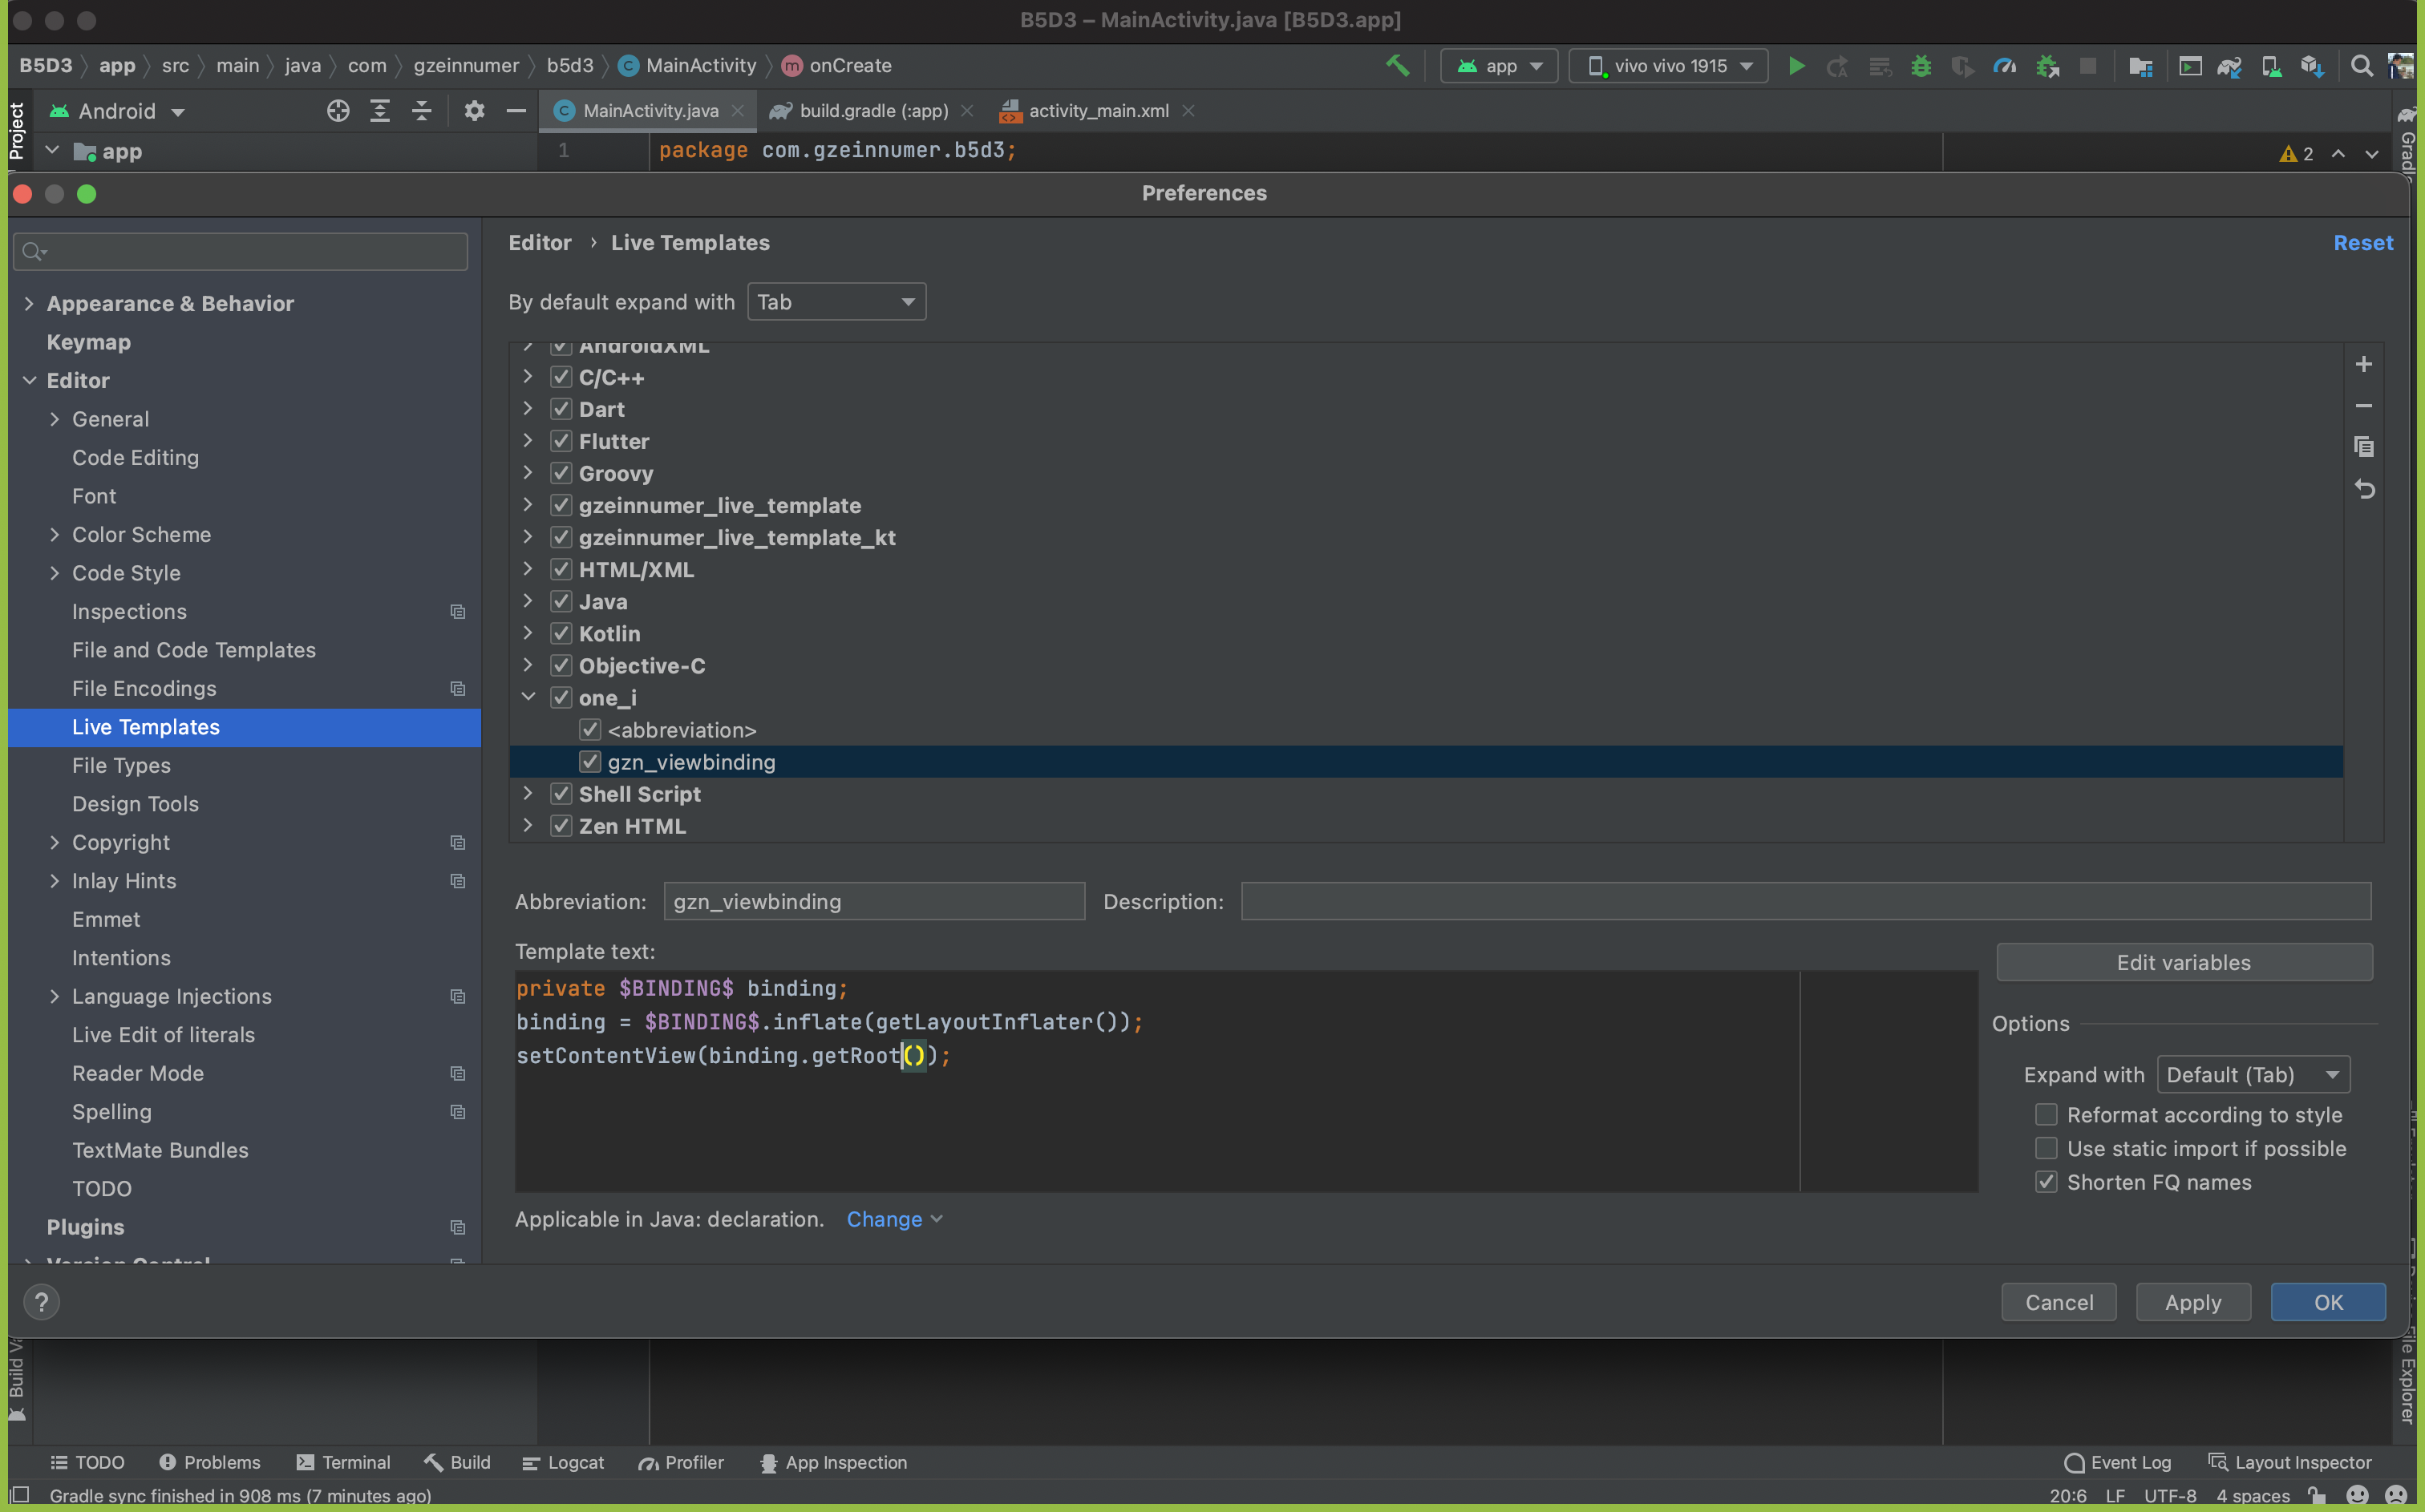 B5D3 – MainActivity.java [B5D3.app]
B5D3 app src main java com gzeinnumer b5d3 MainActivity onCreate
app
vivo vivo 1915
Project
Android
MainActivity.java
build.gradle (:app)
activity_main.xml
app
1
package com.gzeinnumer.b5d3;
2
Preferences
Editor › Live Templates
Reset
By default expand with
Tab
Appearance & Behavior
Keymap
Editor
General
Code Editing
Font
Color Scheme
Code Style
Inspections
File and Code Templates
File Encodings
Live Templates
File Types
Design Tools
Copyright
Inlay Hints
Emmet
Intentions
Language Injections
Live Edit of literals
Reader Mode
Spelling
TextMate Bundles
TODO
Plugins
Version Control
AndroidXML
C/C++
Dart
Flutter
Groovy
gzeinnumer_live_template
gzeinnumer_live_template_kt
HTML/XML
Java
Kotlin
Objective-C
one_i
<abbreviation>
gzn_viewbinding
Shell Script
Zen HTML
Abbreviation:
gzn_viewbinding
Description:
Template text:
private $BINDING$ binding;
binding = $BINDING$.inflate(getLayoutInflater());
setContentView(binding.getRoot());
Edit variables
Options
Expand with
Default (Tab)
Reformat according to style
Use static import if possible
Shorten FQ names
Applicable in Java: declaration.
Change
?
Cancel
Apply
OK
Build
TODO
Problems
Terminal
Build
Logcat
Profiler
App Inspection
Event Log
Layout Inspector
Gradle sync finished in 908 ms (7 minutes ago)
20:6
LF
UTF-8
4 spaces